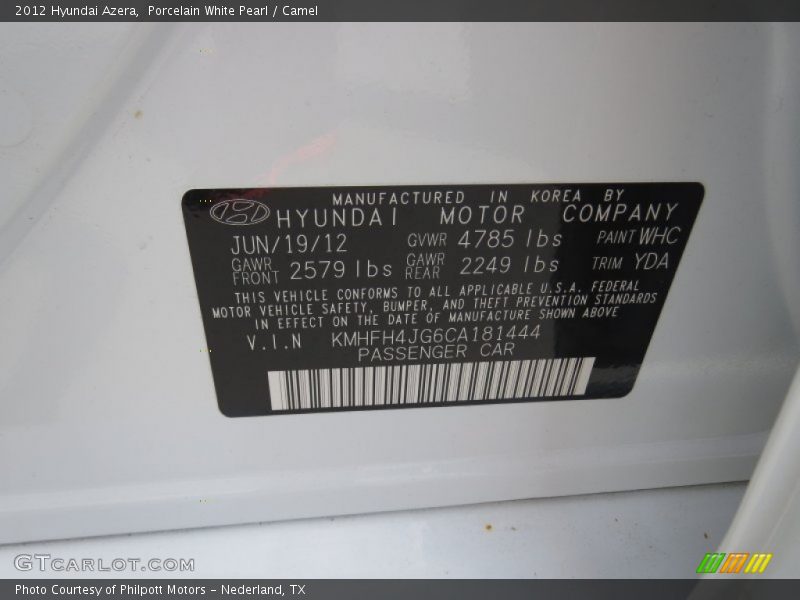 2012 Hyundai Azera, Porcelain White Pearl / Camel
MANUFACTURED IN KOREA BY
HYUNDAI MOTOR COMPANY
JUN/19/12 GVWR 4785 lbs PAINT WHC
GAWR FRONT 2579 lbs GAWR REAR 2249 lbs TRIM YDA
THIS VEHICLE CONFORMS TO ALL APPLICABLE U.S.A. FEDERAL
MOTOR VEHICLE SAFETY, BUMPER, AND THEFT PREVENTION STANDARDS
IN EFFECT ON THE DATE OF MANUFACTURE SHOWN ABOVE
V.I.N KMHFH4JG6CA181444
PASSENGER CAR
GTCARLOT.COM
Photo Courtesy of Philpott Motors - Nederland, TX